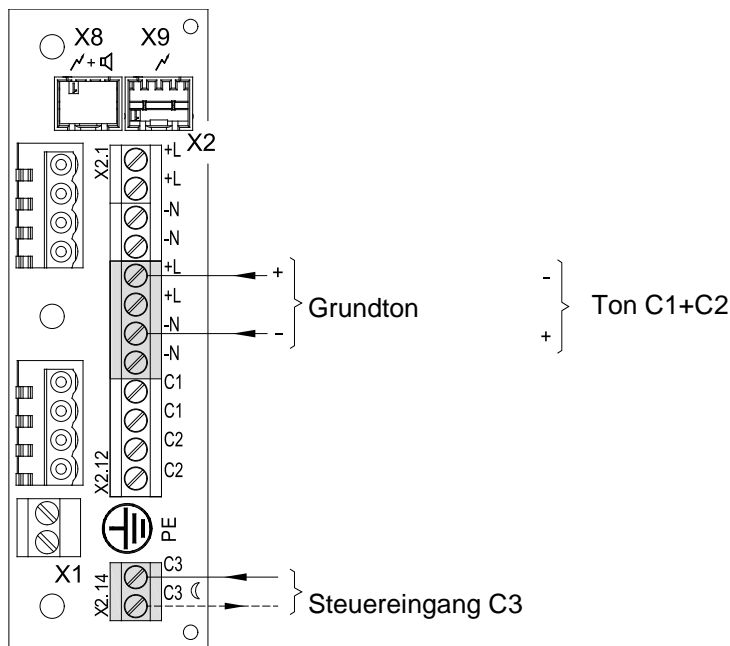 X8 X9
+
X2
X2.1
+L
+L
-N
-N
+L
+
+L
-N
-
-N
Grundton
-
+
Ton C1+C2
C1
C1
C2
C2
X2.12
PE
X1
X2.14
C3
C3
Steuereingang C3